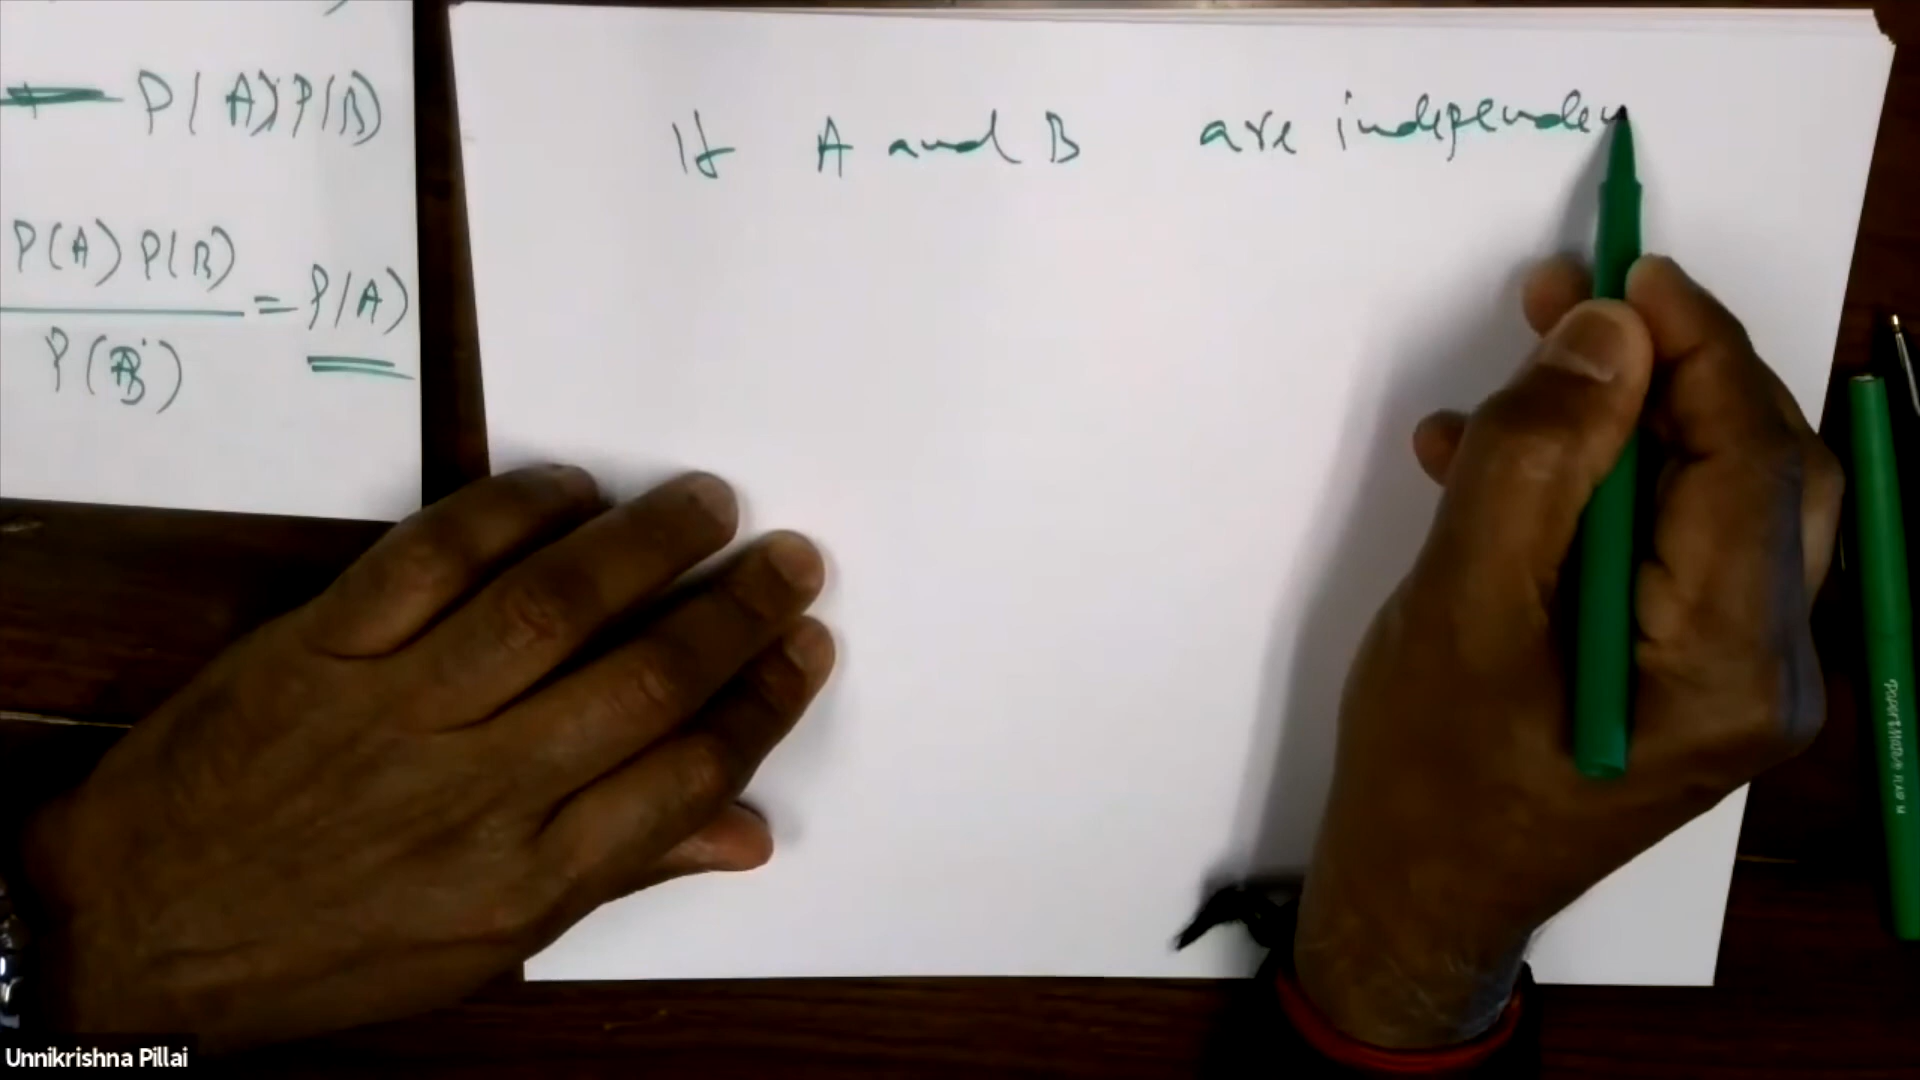 P(A)P(B)
P(A) P(B)
= P(A)
P(B)
If A and B are independen
Unnikrishna Pillai